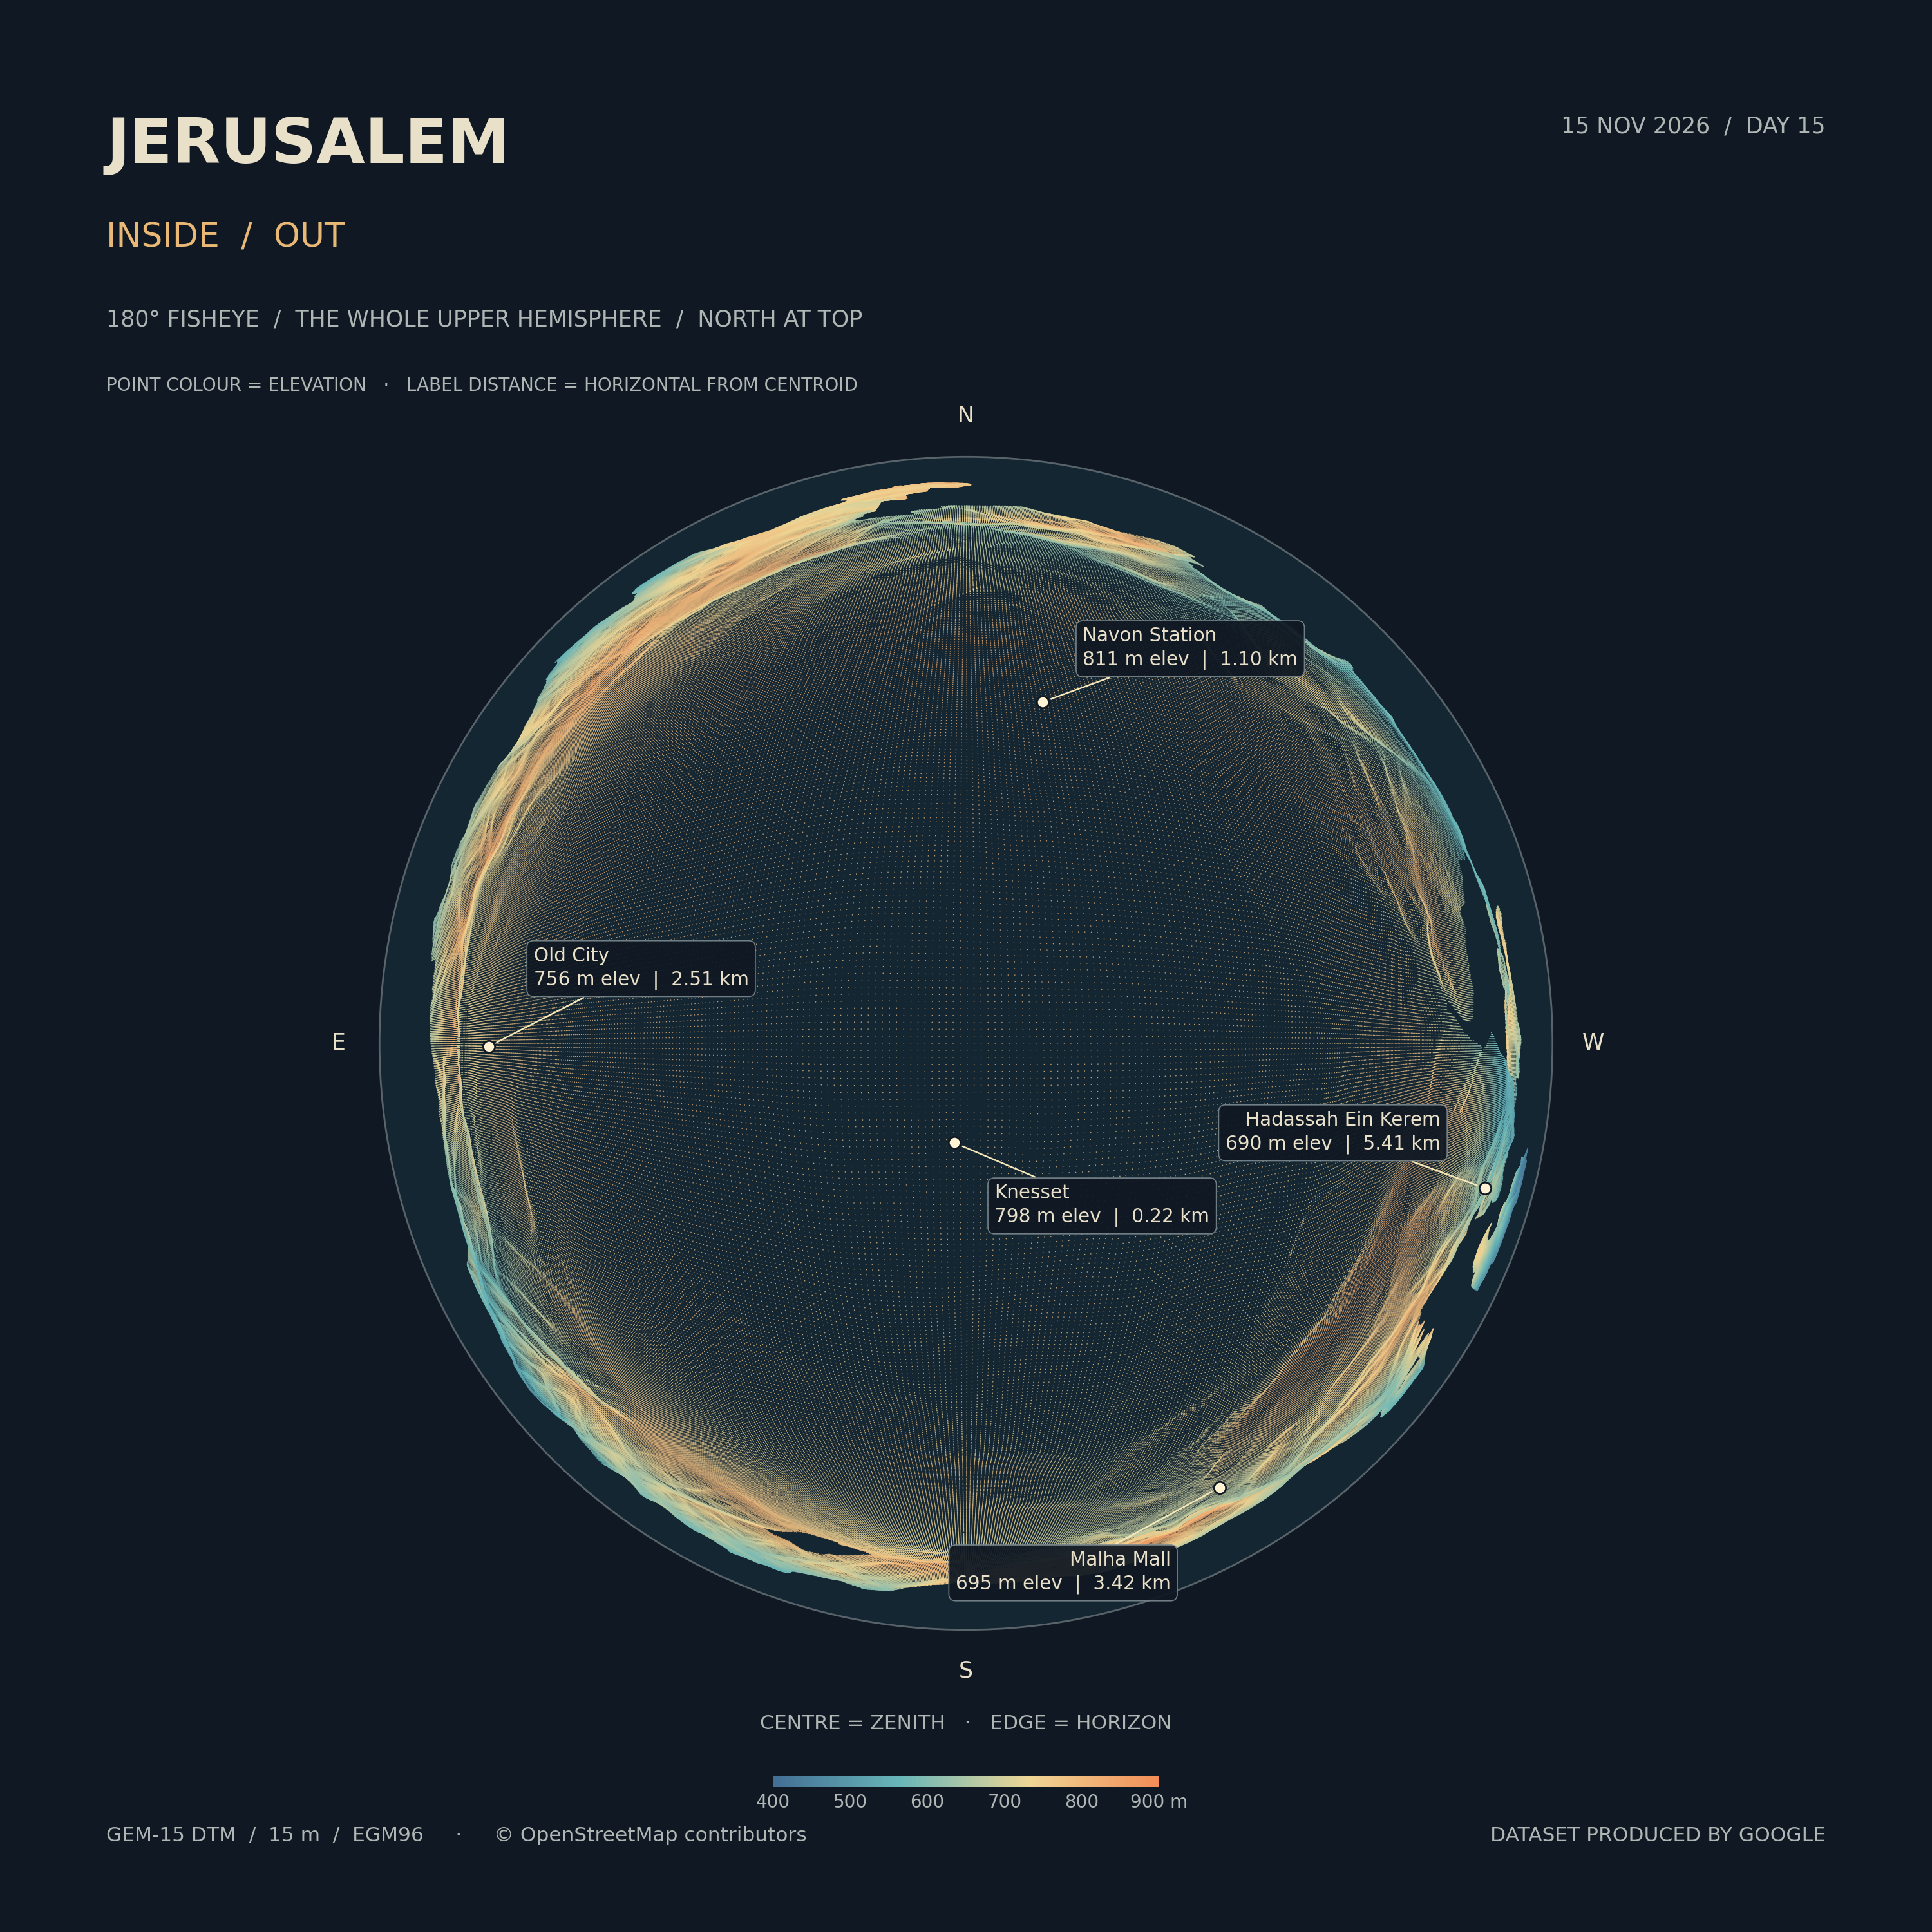 JERUSALEM
15 NOV 2026 / DAY 15
INSIDE / OUT
180° FISHEYE / THE WHOLE UPPER HEMISPHERE / NORTH AT TOP
POINT COLOUR = ELEVATION · LABEL DISTANCE = HORIZONTAL FROM CENTROID
N
Navon Station
811 m elev | 1.10 km
Old City
756 m elev | 2.51 km
E
W
Hadassah Ein Kerem
690 m elev | 5.41 km
Knesset
798 m elev | 0.22 km
Malha Mall
695 m elev | 3.42 km
S
CENTRE = ZENITH · EDGE = HORIZON
400 500 600 700 800 900 m
GEM-15 DTM / 15 m / EGM96 · © OpenStreetMap contributors
DATASET PRODUCED BY GOOGLE